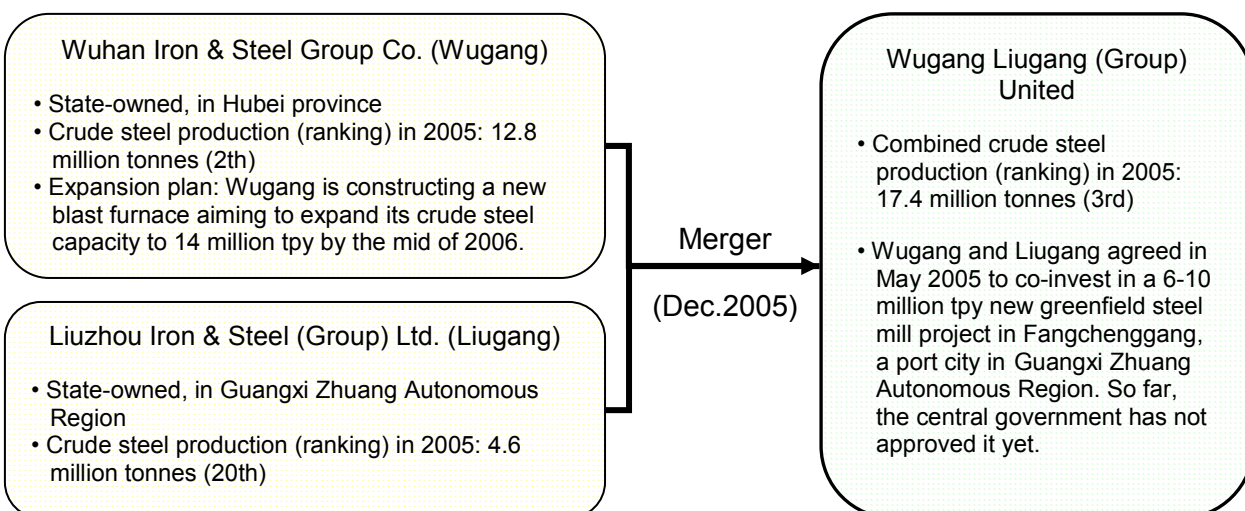 Wuhan Iron & Steel Group Co. (Wugang)
• State-owned, in Hubei province
• Crude steel production (ranking) in 2005: 12.8
million tonnes (2th)
• Expansion plan: Wugang is constructing a new
blast furnace aiming to expand its crude steel
capacity to 14 million tpy by the mid of 2006.
Liuzhou Iron & Steel (Group) Ltd. (Liugang)
• State-owned, in Guangxi Zhuang Autonomous
Region
• Crude steel production (ranking) in 2005: 4.6
million tonnes (20th)
Merger
(Dec.2005)
Wugang Liugang (Group)
United
• Combined crude steel
production (ranking) in 2005:
17.4 million tonnes (3rd)
• Wugang and Liugang agreed in
May 2005 to co-invest in a 6-10
million tpy new greenfield steel
mill project in Fangchenggang,
a port city in Guangxi Zhuang
Autonomous Region. So far,
the central government has not
approved it yet.